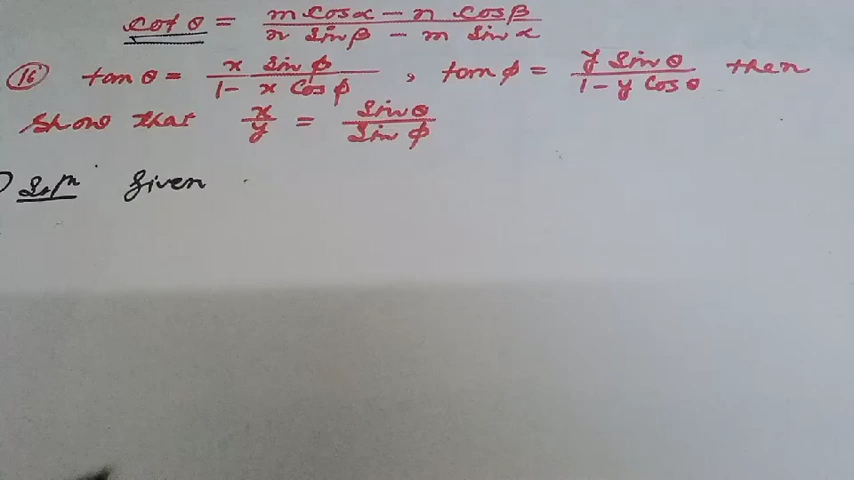 cot θ = m cos α - n cos β / n sin β - m sin α
(16) tan θ = x sin φ / 1 - x cos φ , tan φ = y sin θ / 1 - y cos θ then
show that x / y = sin θ / sin φ
Solⁿ Given